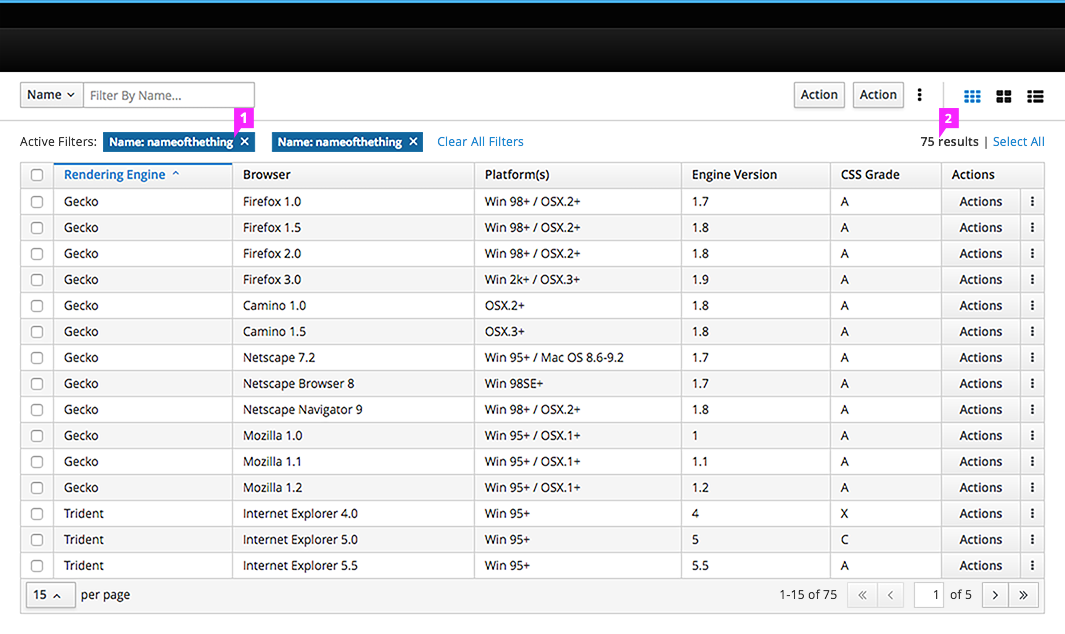 Name Filter By Name... Action Action
1 2
Active Filters: Name: nameofthething × Name: nameofthething × Clear All Filters 75 results | Select All
Rendering Engine Browser Platform(s) Engine Version CSS Grade Actions
Gecko Firefox 1.0 Win 98+ / OSX.2+ 1.7 A Actions
Gecko Firefox 1.5 Win 98+ / OSX.2+ 1.8 A Actions
Gecko Firefox 2.0 Win 98+ / OSX.2+ 1.8 A Actions
Gecko Firefox 3.0 Win 2k+ / OSX.3+ 1.9 A Actions
Gecko Camino 1.0 OSX.2+ 1.8 A Actions
Gecko Camino 1.5 OSX.3+ 1.8 A Actions
Gecko Netscape 7.2 Win 95+ / Mac OS 8.6-9.2 1.7 A Actions
Gecko Netscape Browser 8 Win 98SE+ 1.7 A Actions
Gecko Netscape Navigator 9 Win 98+ / OSX.2+ 1.8 A Actions
Gecko Mozilla 1.0 Win 95+ / OSX.1+ 1 A Actions
Gecko Mozilla 1.1 Win 95+ / OSX.1+ 1.1 A Actions
Gecko Mozilla 1.2 Win 95+ / OSX.1+ 1.2 A Actions
Trident Internet Explorer 4.0 Win 95+ 4 X Actions
Trident Internet Explorer 5.0 Win 95+ 5 C Actions
Trident Internet Explorer 5.5 Win 95+ 5.5 A Actions
15 per page 1-15 of 75 « ‹ 1 of 5 › »